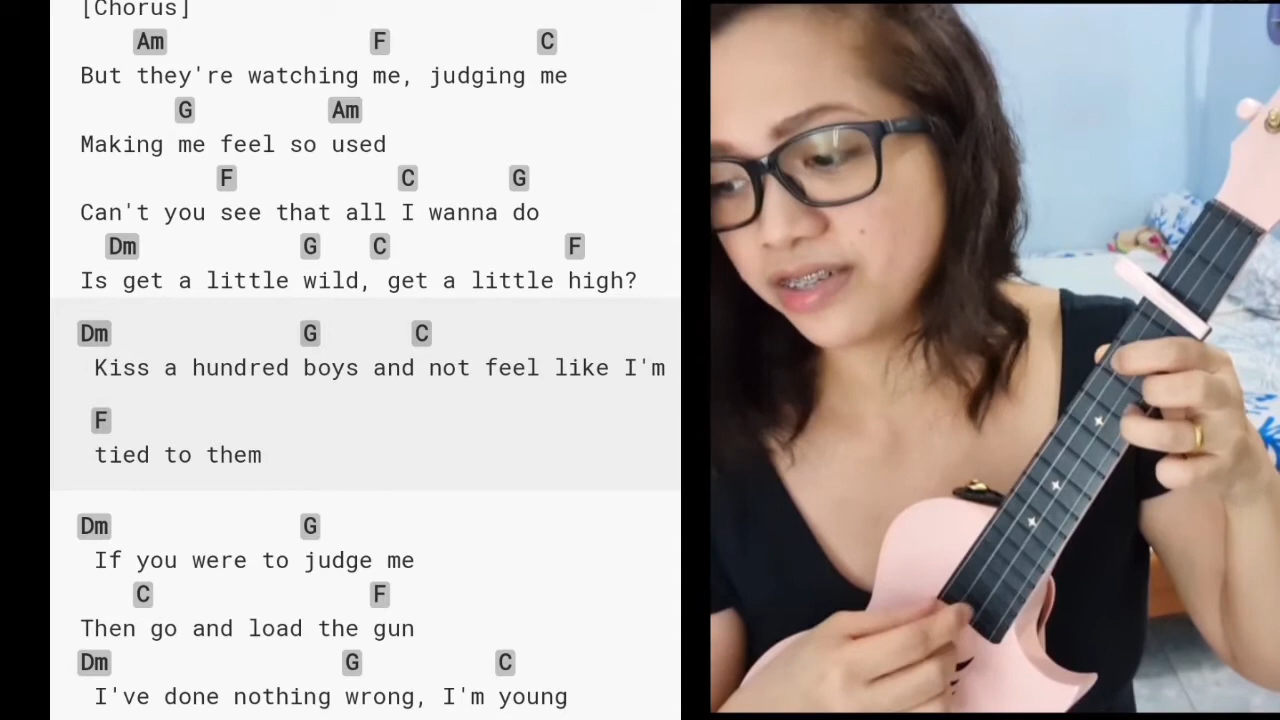 [Chorus]
Am F C
But they're watching me, judging me
G Am
Making me feel so used
F C G
Can't you see that all I wanna do
Dm G C F
Is get a little wild, get a little high?
Dm G C
Kiss a hundred boys and not feel like I'm
F
tied to them
Dm G
If you were to judge me
C F
Then go and load the gun
Dm G C
I've done nothing wrong, I'm young